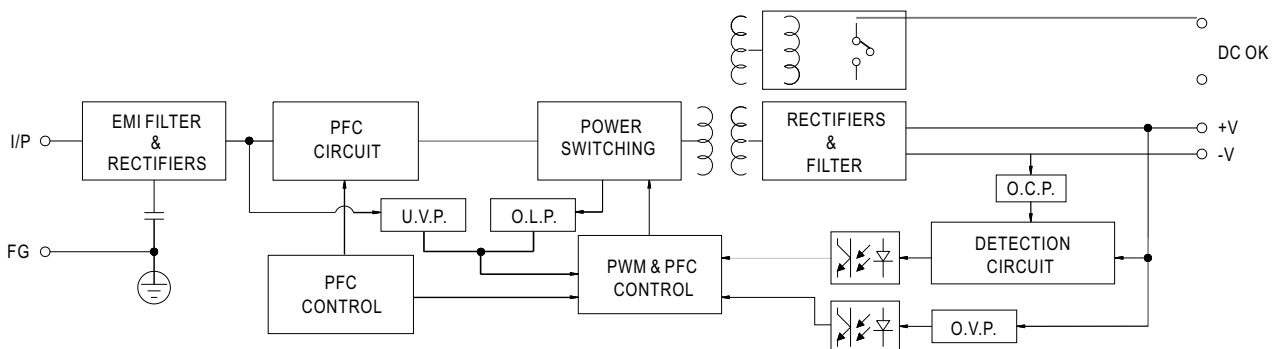 DC OK
I/P
EMI FILTER
&
RECTIFIERS
PFC
CIRCUIT
POWER
SWITCHING
RECTIFIERS
&
FILTER
+V
-V
O.C.P.
U.V.P.
O.L.P.
FG
PFC
CONTROL
PWM & PFC
CONTROL
DETECTION
CIRCUIT
O.V.P.